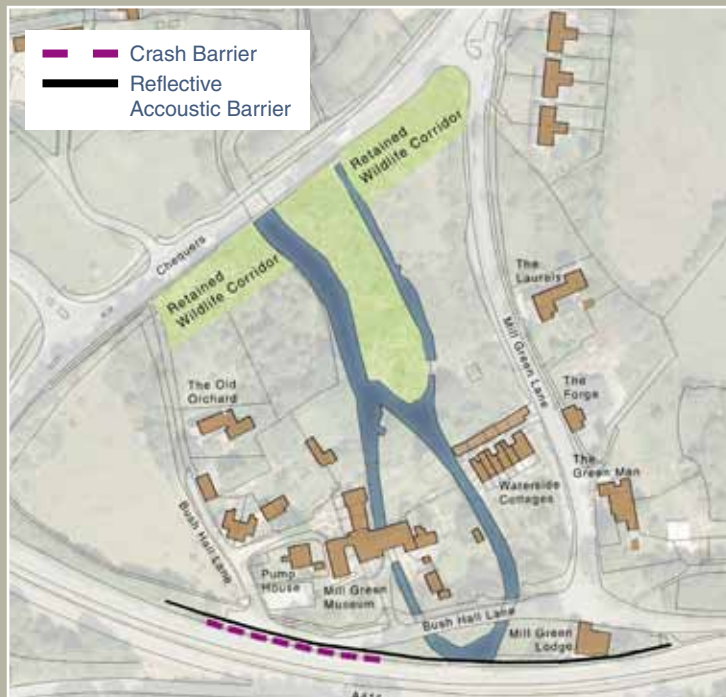 Crash Barrier
Reflective
Accoustic Barrier
Retained
Wildlife Corridor
Chequers
Retained
Wildlife Corridor
The
Laurels
Mill Green Lane
The Old
Orchard
The
Forge
The
Green Man
Waterside
Cottages
Bush Hall Lane
Pump
House
Mill Green
Museum
Bush Hall Lane
Mill Green
Lodge